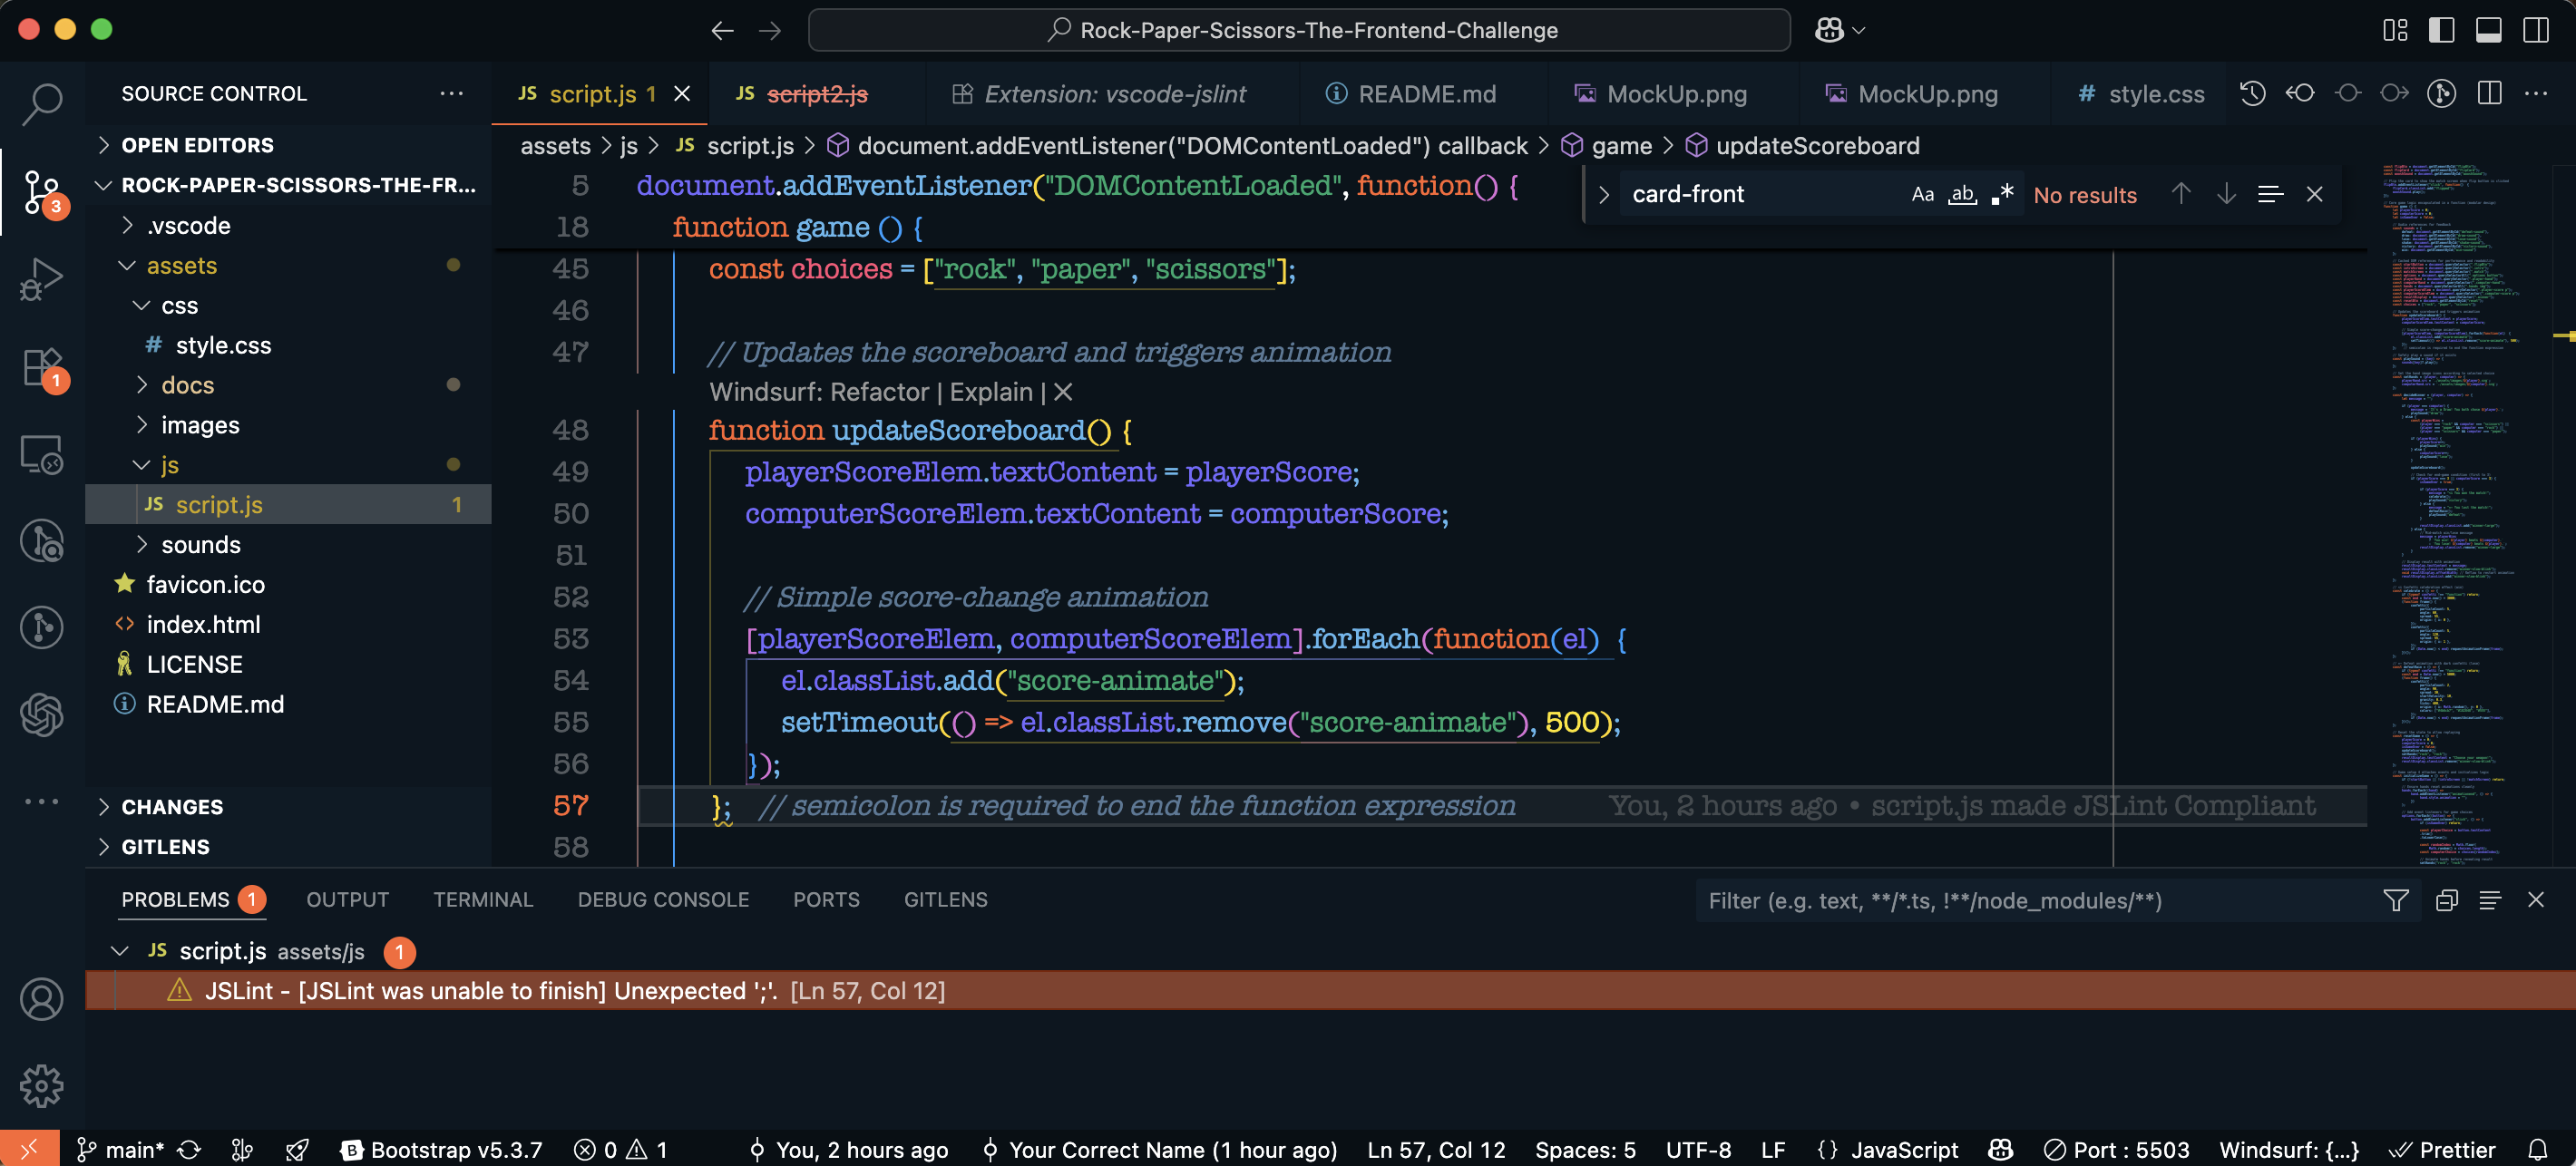 Rock-Paper-Scissors-The-Frontend-Challenge
SOURCE CONTROL
OPEN EDITORS
ROCK-PAPER-SCISSORS-THE-FR...
.vscode
assets
css
# style.css
docs
images
js
JS script.js 1
sounds
favicon.ico
index.html
LICENSE
README.md
CHANGES
GITLENS
3
1
JS script.js 1
JS script2.js
Extension: vscode-jslint
README.md
MockUp.png
MockUp.png
# style.css
assets > js > JS script.js > document.addEventListener("DOMContentLoaded") callback > game > updateScoreboard
card-front Aa ab .* No results
5 document.addEventListener("DOMContentLoaded", function() {
18 function game () {
45 const choices = ["rock", "paper", "scissors"];
46
47 // Updates the scoreboard and triggers animation
Windsurf: Refactor | Explain | X
48 function updateScoreboard() {
49 playerScoreElem.textContent = playerScore;
50 computerScoreElem.textContent = computerScore;
51
52 // Simple score-change animation
53 [playerScoreElem, computerScoreElem].forEach(function(el) {
54 el.classList.add("score-animate");
55 setTimeout(() => el.classList.remove("score-animate"), 500);
56 });
57 }; // semicolon is required to end the function expression You, 2 hours ago • script.js made JSLint Compliant
58
PROBLEMS 1 OUTPUT TERMINAL DEBUG CONSOLE PORTS GITLENS
Filter (e.g. text, **/*.ts, !**/node_modules/**)
JS script.js assets/js 1
JSLint - [JSLint was unable to finish] Unexpected ';'. [Ln 57, Col 12]
main* B Bootstrap v5.3.7 0 1 You, 2 hours ago Your Correct Name (1 hour ago) Ln 57, Col 12 Spaces: 5 UTF-8 LF {} JavaScript Port : 5503 Windsurf: {...} Prettier